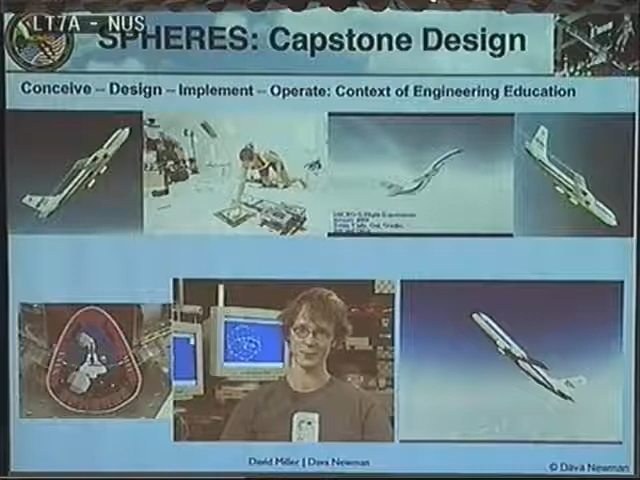 LT7A - NUS
SPHERES: Capstone Design
Conceive – Design – Implement – Operate: Context of Engineering Education
David Miller | Dava Newman
© Dava Newman